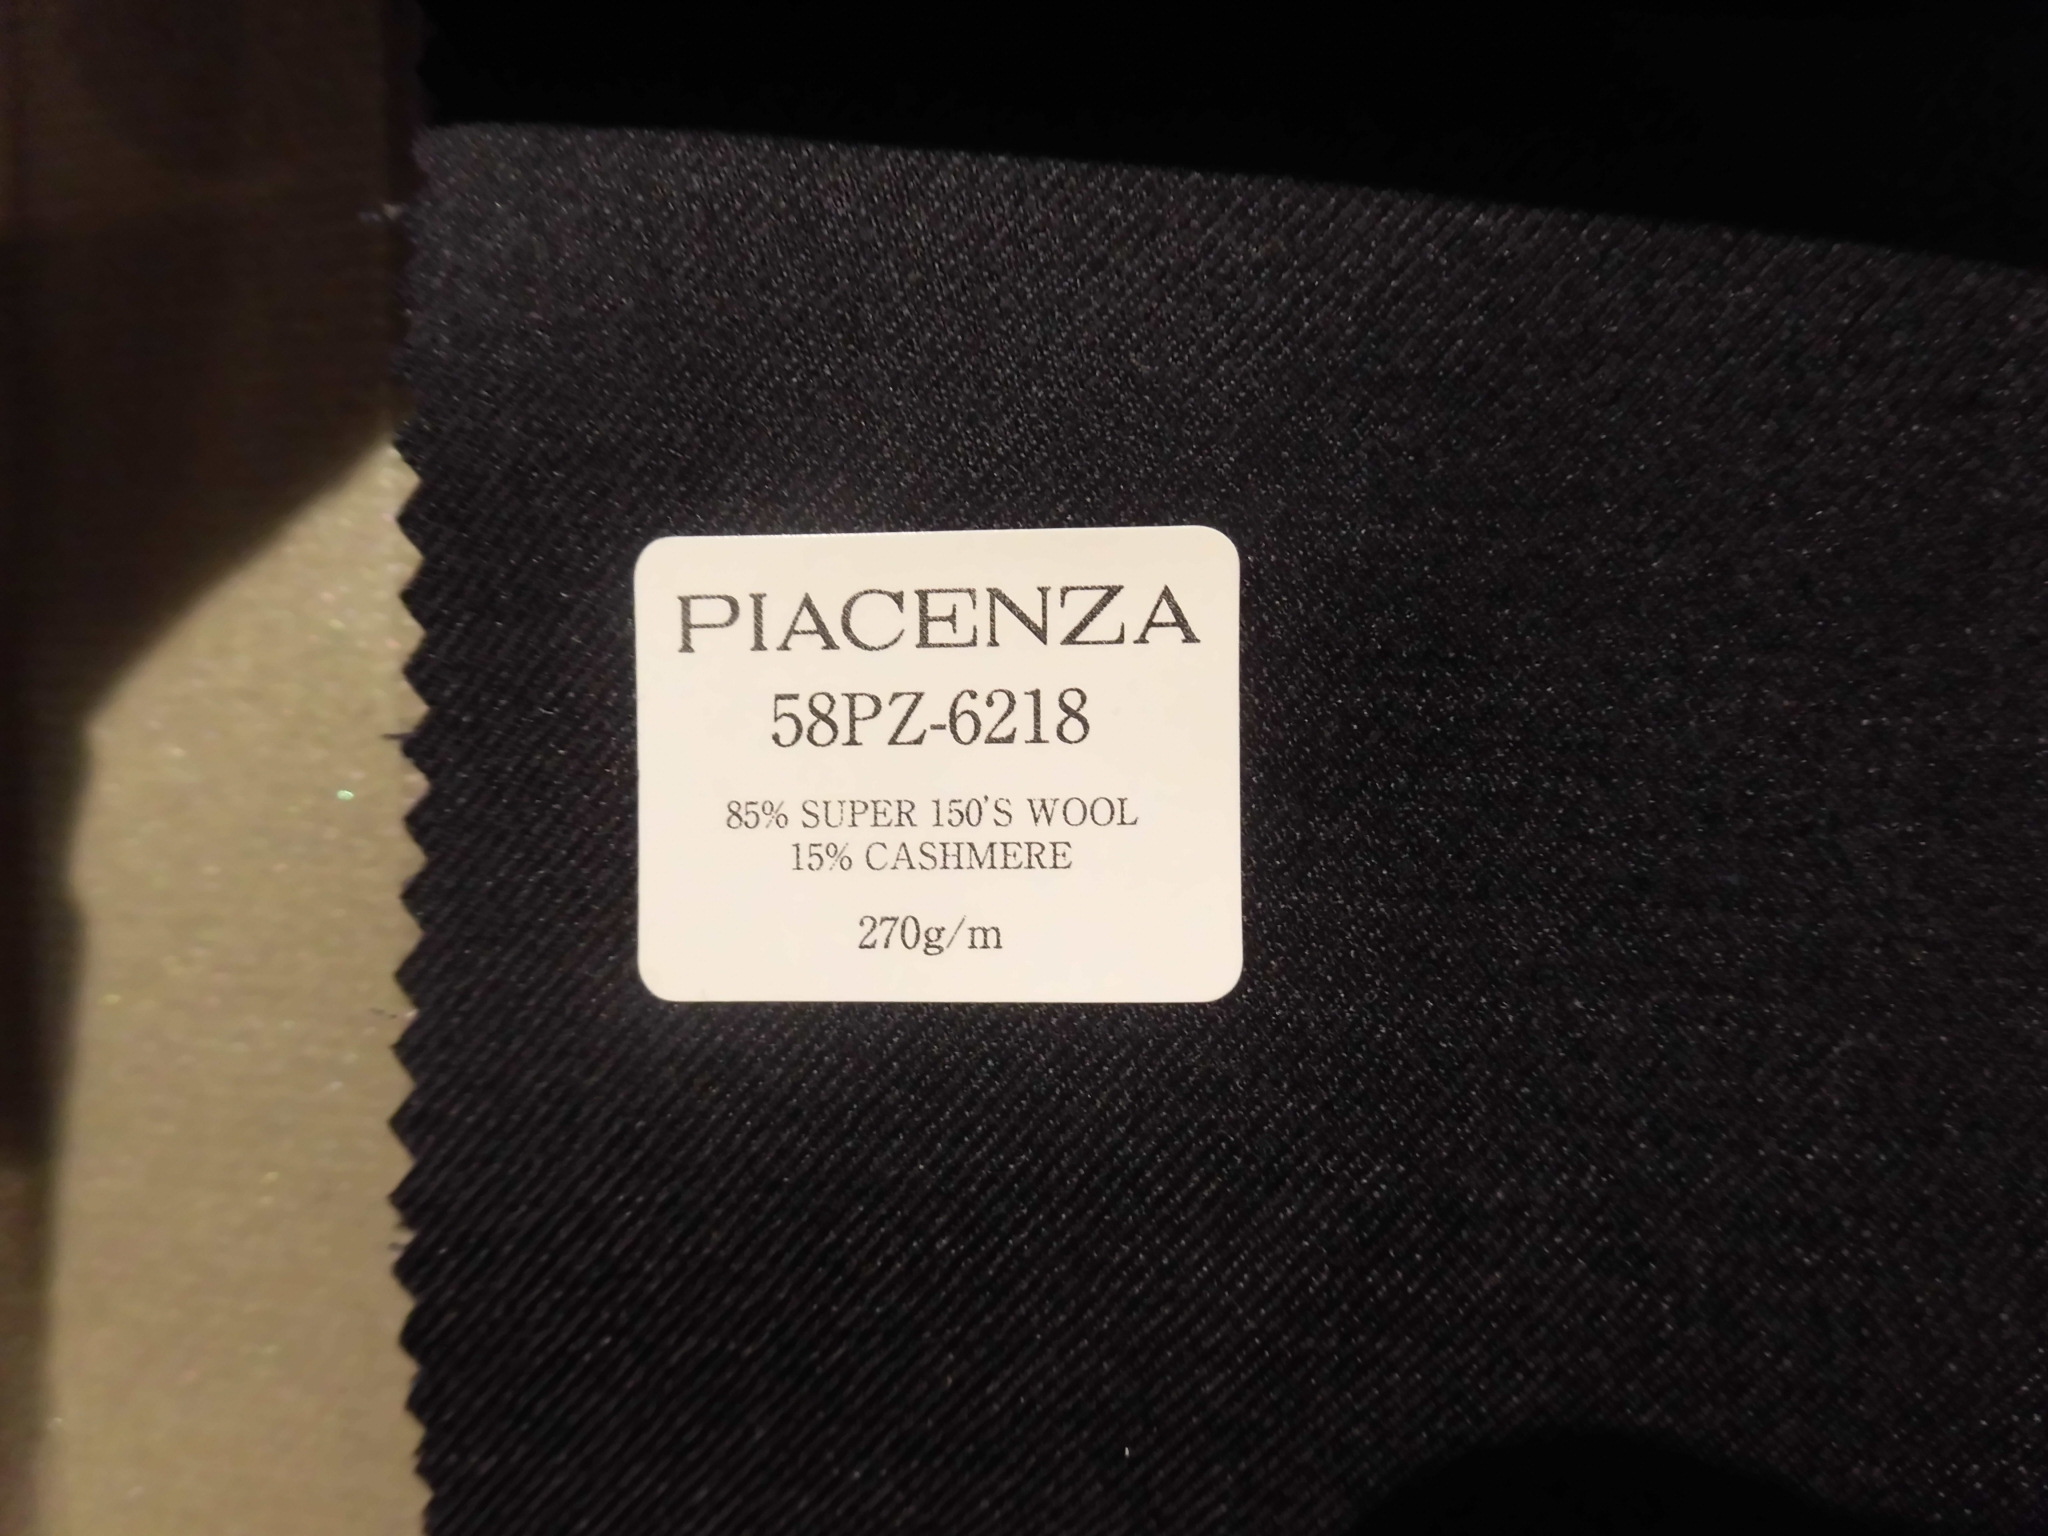 PIACENZA
58PZ-6218
85% SUPER 150'S WOOL
15% CASHMERE
270g/m